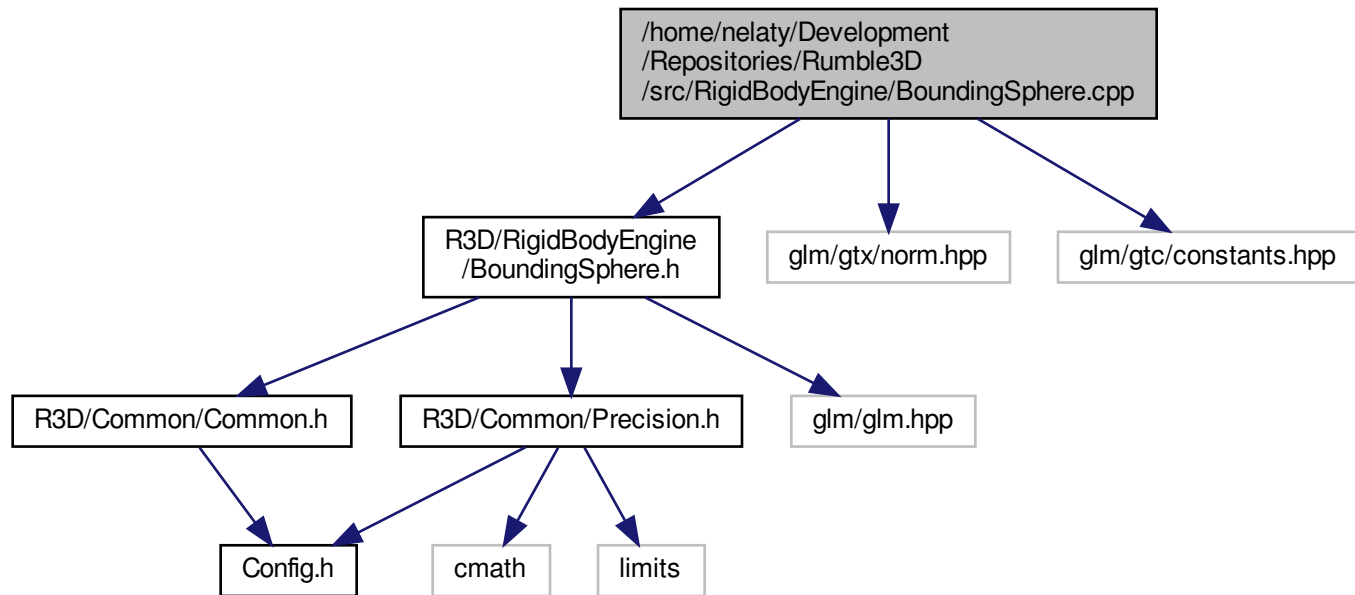 /home/nelaty/Development
/Repositories/Rumble3D
/src/RigidBodyEngine/BoundingSphere.cpp
R3D/RigidBodyEngine
/BoundingSphere.h
glm/gtx/norm.hpp
glm/gtc/constants.hpp
R3D/Common/Common.h
R3D/Common/Precision.h
glm/glm.hpp
Config.h
cmath
limits